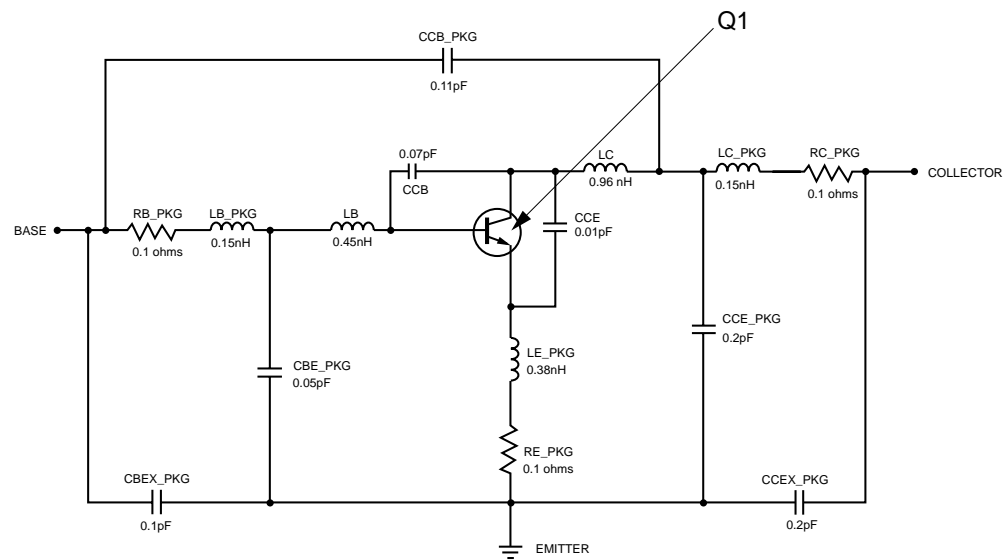 Q1
CCB_PKG
0.11pF
0.07pF
CCB
LC
0.96 nH
LC_PKG
0.15nH
RC_PKG
0.1 ohms
COLLECTOR
BASE
RB_PKG
0.1 ohms
LB_PKG
0.15nH
LB
0.45nH
CCE
0.01pF
CCE_PKG
0.2pF
LE_PKG
0.38nH
CBE_PKG
0.05pF
RE_PKG
0.1 ohms
CBEX_PKG
0.1pF
CCEX_PKG
0.2pF
EMITTER